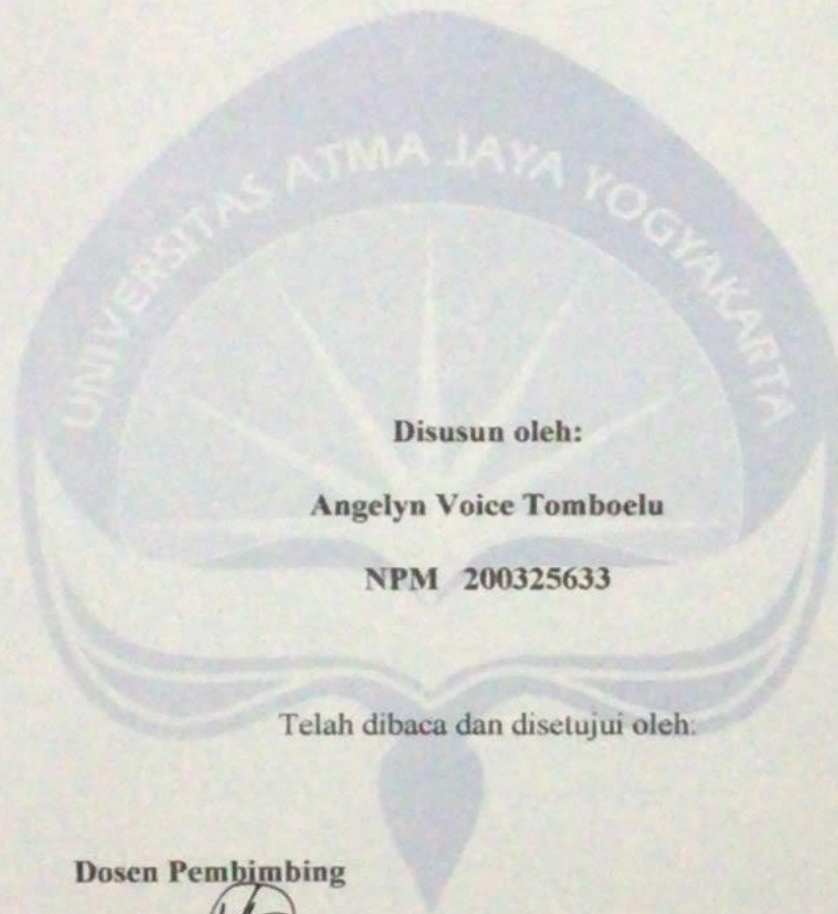 UNIVERSITAS ATMA JAYA YOGYAKARTA
Disusun oleh:
Angelyn Voice Tomboelu
NPM 200325633
Telah dibaca dan disetujui oleh:
Dosen Pembimbing